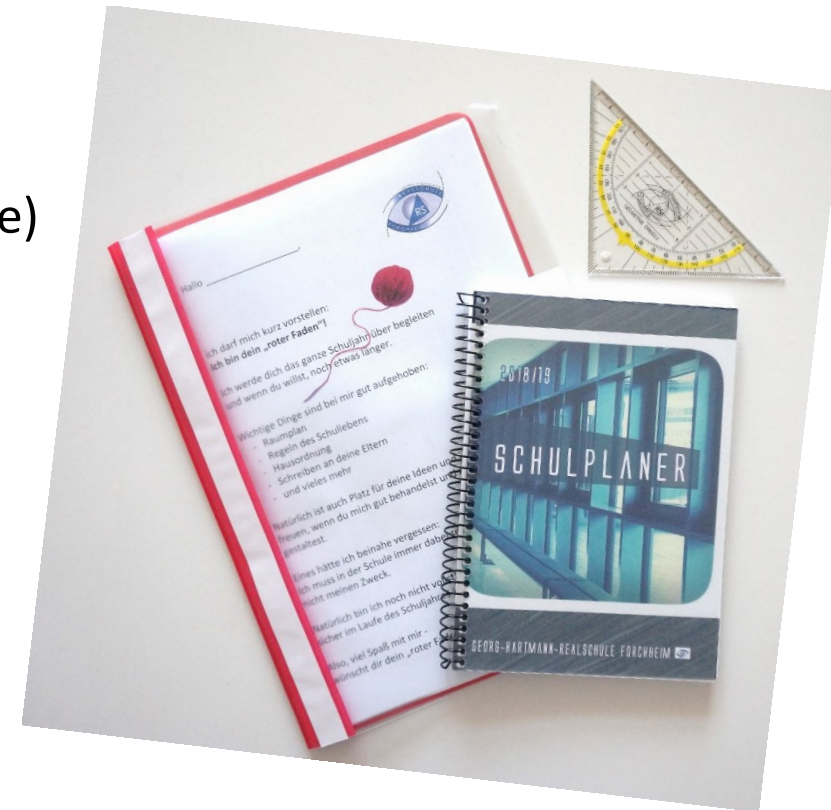 e)
RS
Hallo
ich darf mich kurz vorstellen:
Ich bin dein „roter Faden“!
Ich werde dich das ganze Schuljahr über begleiten
und wenn du willst, noch etwas länger.
Wichtige Dinge sind bei mir gut aufgehoben:
- Raumplan
- Regeln des Schullebens
- Hausordnung
- Schreiben an deine Eltern
- und vieles mehr
Natürlich ist auch Platz für deine Ideen
freuen, wenn du mich gut behandelst
gestaltest.
Eines hätte ich beinahe vergessen:
Ich muss in der Schule immer
nicht meinen Zweck.
Natürlich bin ich noch nicht
sicher im Laufe des
Also, viel Spaß mit mir -
wünscht dir dein „roter
2018/19
SCHULPLANER
GEORG-HARTMANN-REALSCHULE FORCHHEIM